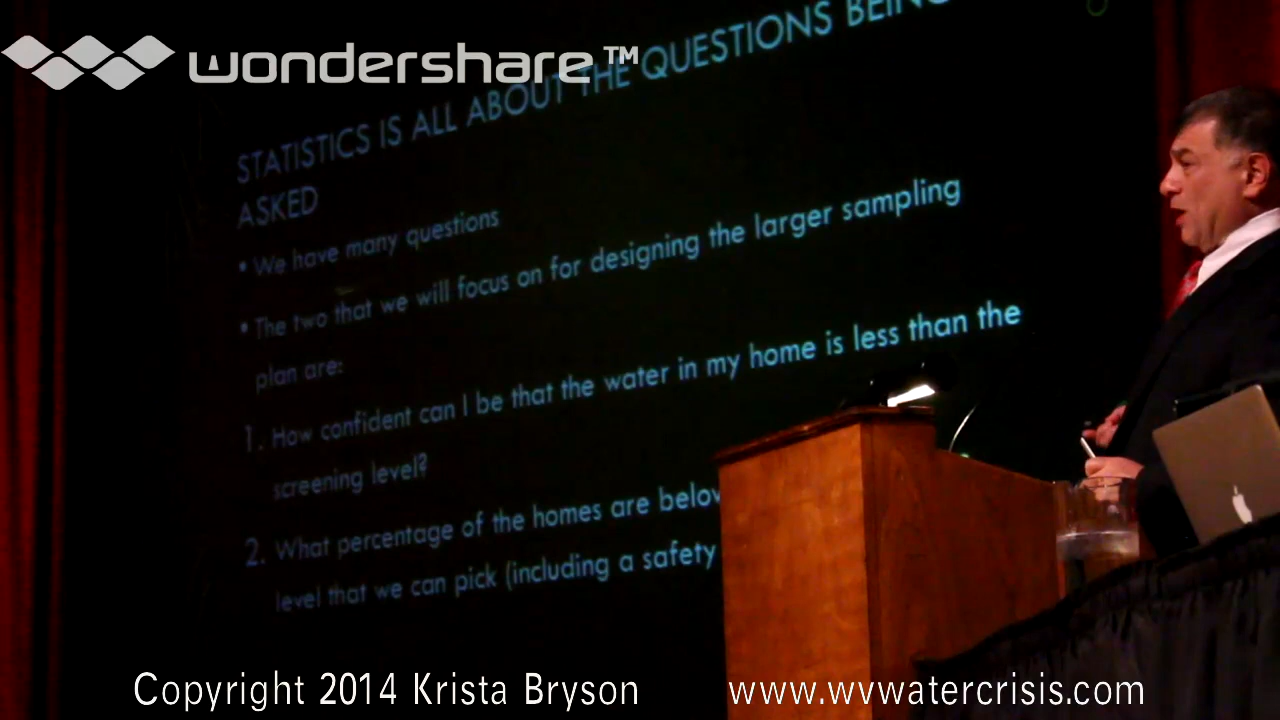 wondershare™
STATISTICS IS ALL ABOUT THE QUESTIONS BEING
ASKED
• We have many questions
• The two that we will focus on for designing the larger sampling
plan are:
1. How confident can I be that the water in my home is less than the
screening level?
2. What percentage of the homes are below
level that we can pick (including a safety
Copyright 2014 Krista Bryson
www.wvwatercrisis.com